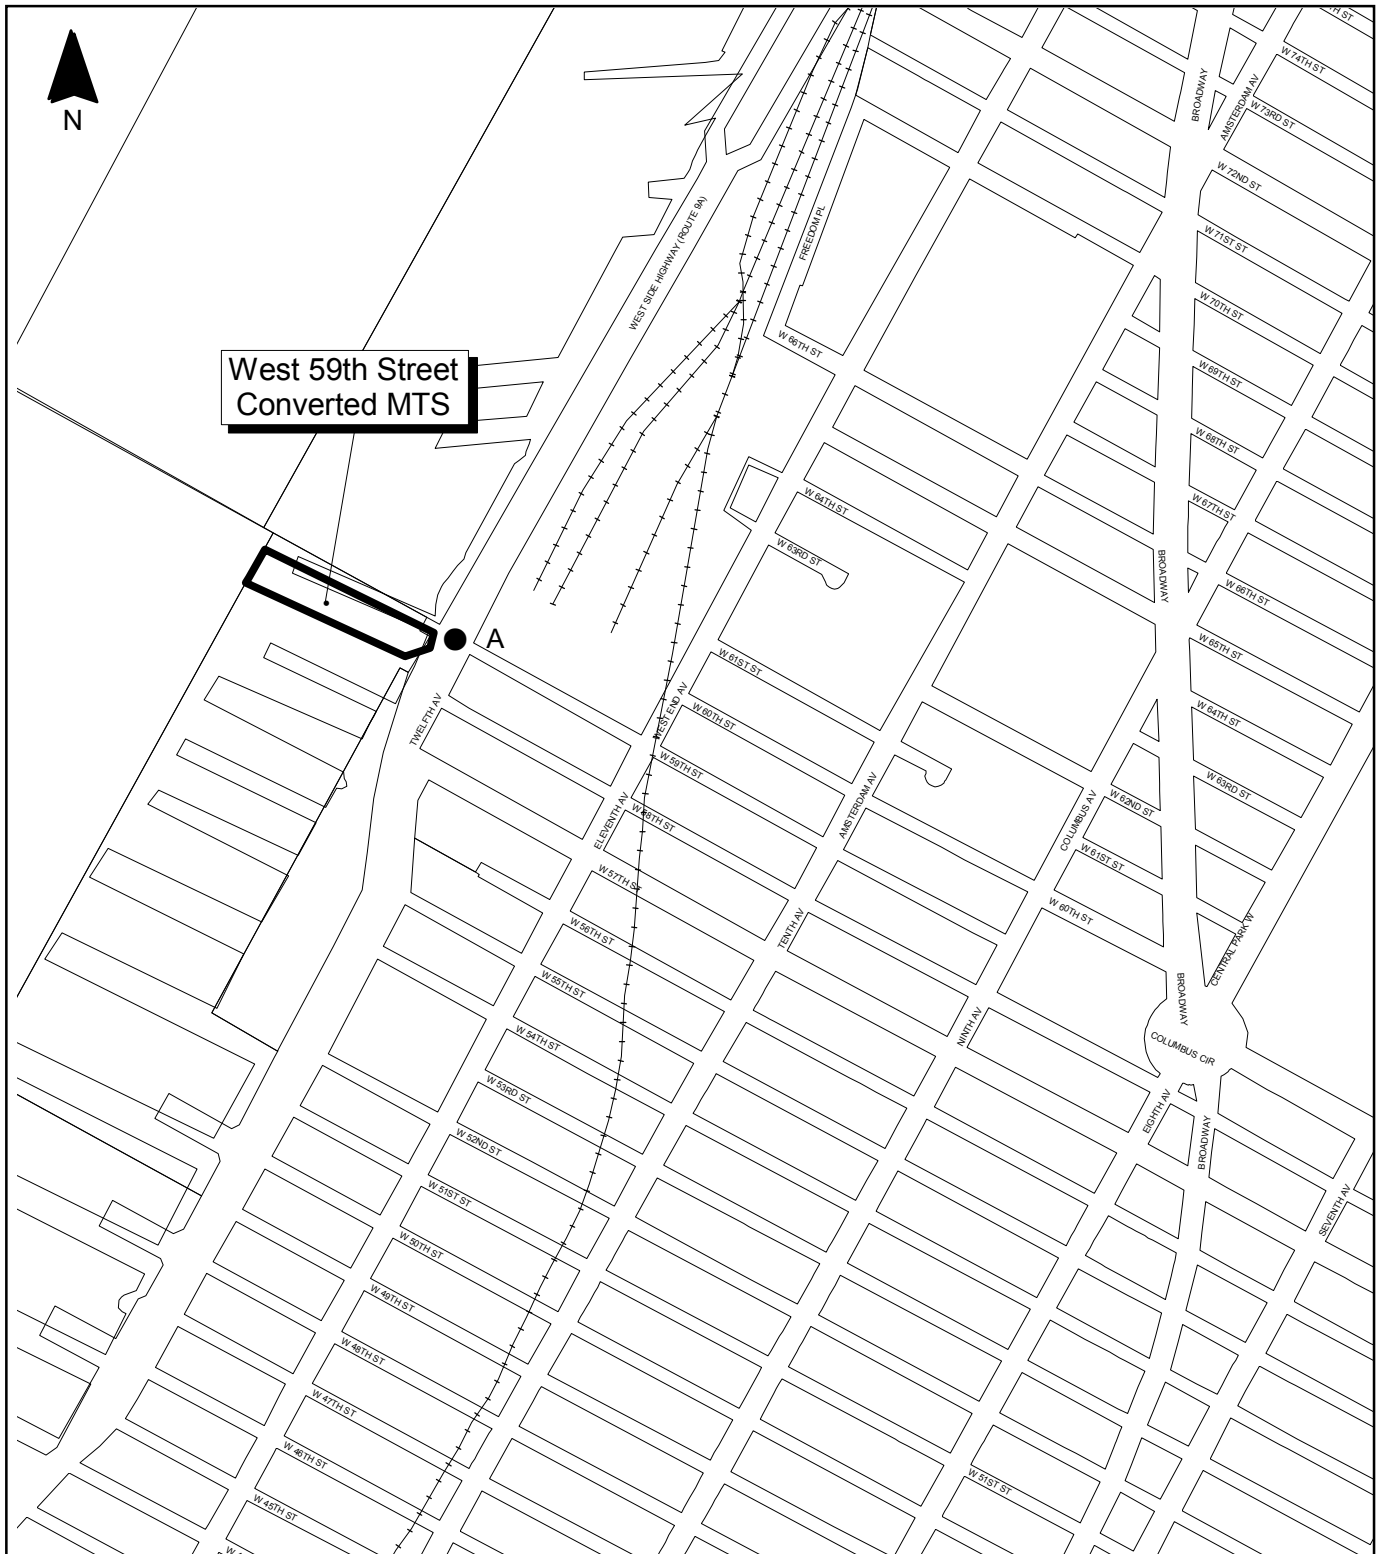 TH ST
W 74TH ST
BROADWAY
AMSTERDAM AV
W 73RD ST
N
W 72ND ST
WEST SIDE HIGHWAY (ROUTE 9A)
FREEDOM PL
W 71ST ST
W 70TH ST
W 66TH ST
West 59th Street
Converted MTS
W 69TH ST
W 68TH ST
W 64TH ST
W 67TH ST
W 63RD ST
BROADWAY
W 66TH ST
A
W 65TH ST
W 61ST ST
TWELFTH AV
WEST END AV
W 60TH ST
W 64TH ST
W 59TH ST
W 63RD ST
ELEVENTH AV
W 58TH ST
AMSTERDAM AV
COLUMBUS AV
W 62ND ST
W 61ST ST
W 57TH ST
W 60TH ST
TENTH AV
W 56TH ST
CENTRAL PARK W
W 55TH ST
BROADWAY
NINTH AV
W 54TH ST
COLUMBUS CIR
W 53RD ST
EIGHTH AV
BROADWAY
W 52ND ST
W 51ST ST
SEVENTH AV
W 50TH ST
W 49TH ST
W 48TH ST
W 47TH ST
W 46TH ST
W 51ST ST
W 45TH ST